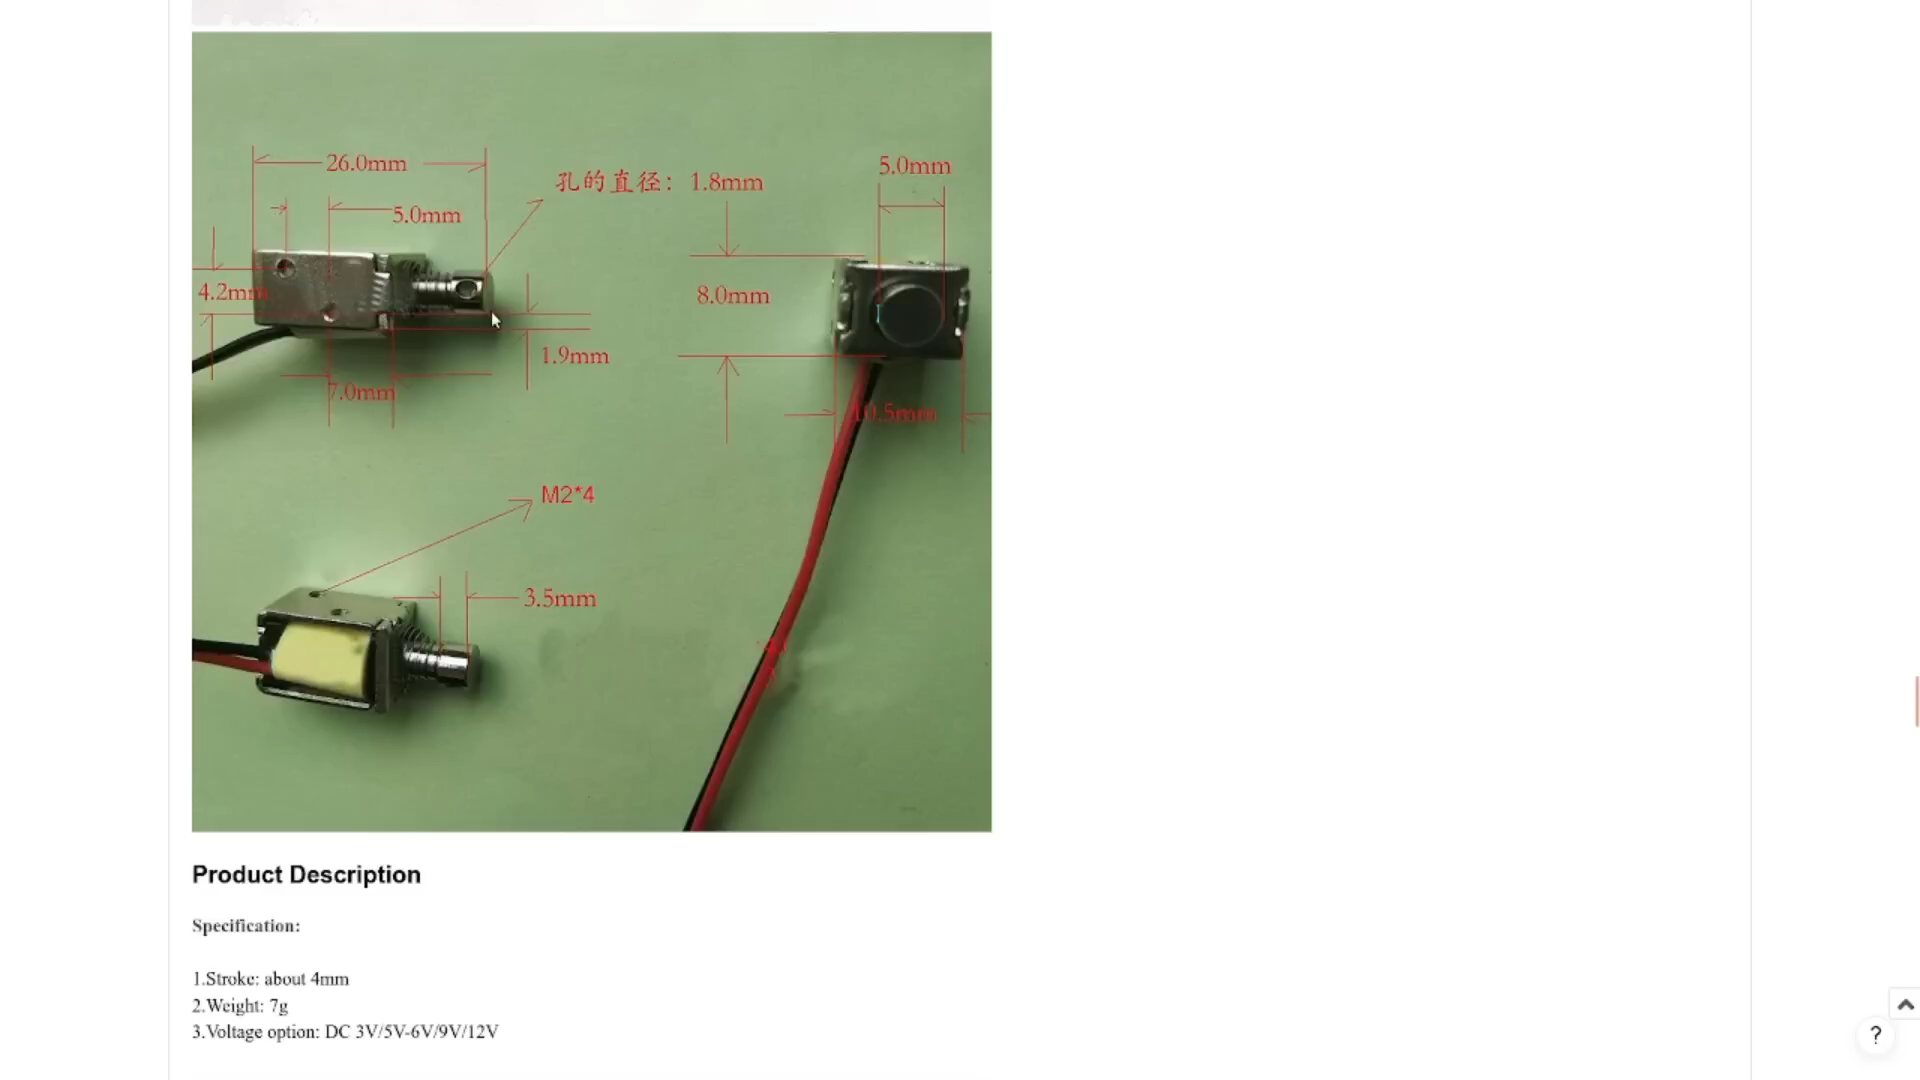 26.0mm
孔的直径: 1.8mm
5.0mm
5.0mm
4.2mm
8.0mm
1.9mm
7.0mm
10.5mm
M2*4
3.5mm
Product Description
Specification:
1.Stroke: about 4mm
2.Weight: 7g
3.Voltage option: DC 3V/5V-6V/9V/12V
?